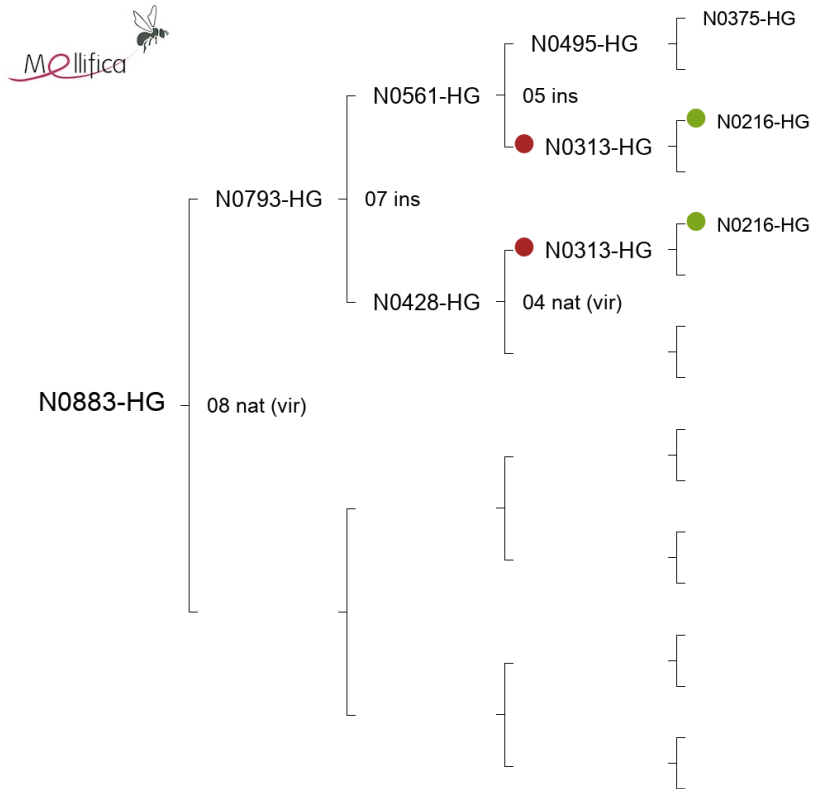 Mellifica
N0375-HG
N0495-HG
N0561-HG
05 ins
N0313-HG
N0216-HG
N0793-HG
07 ins
N0313-HG
N0216-HG
N0428-HG
04 nat (vir)
N0883-HG
08 nat (vir)